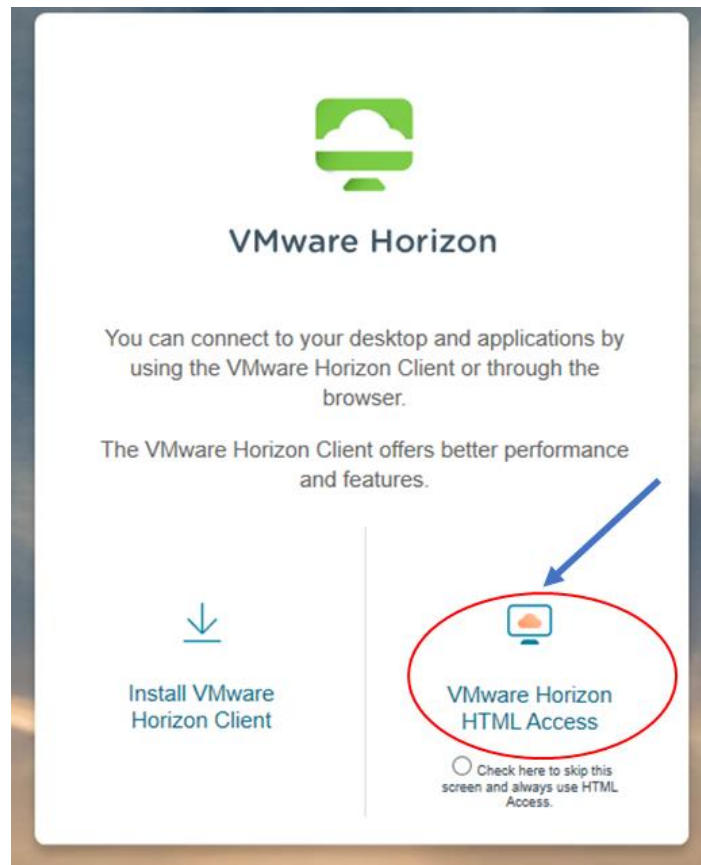 VMware Horizon
You can connect to your desktop and applications by
using the VMware Horizon Client or through the
browser.
The VMware Horizon Client offers better performance
and features.
Install VMware
Horizon Client
VMware Horizon
HTML Access
Check here to skip this
screen and always use HTML
Access.